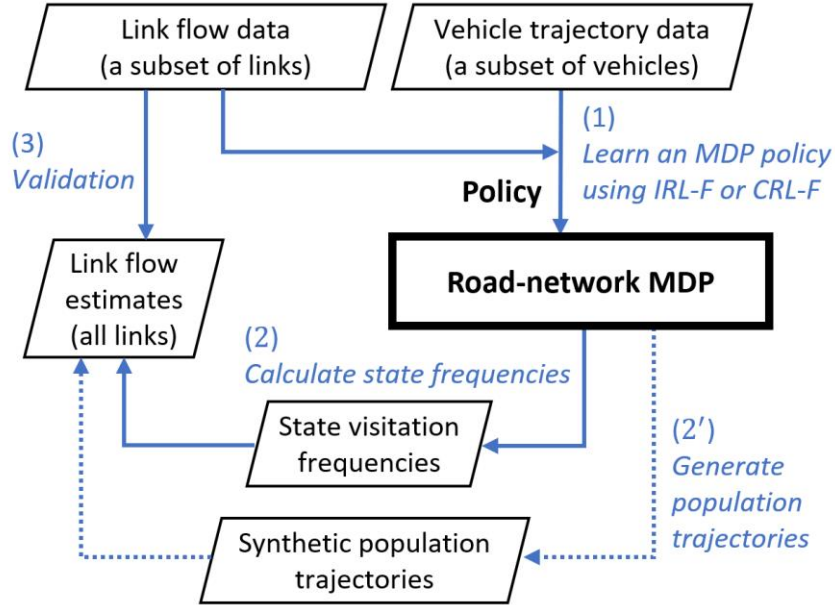 Link flow data
(a subset of links)
Vehicle trajectory data
(a subset of vehicles)
(3)
Validation
(1)
Learn an MDP policy
using IRL-F or CRL-F
Policy
Link flow
estimates
(all links)
Road-network MDP
(2)
Calculate state frequencies
State visitation
frequencies
(2′)
Generate
population
trajectories
Synthetic population
trajectories